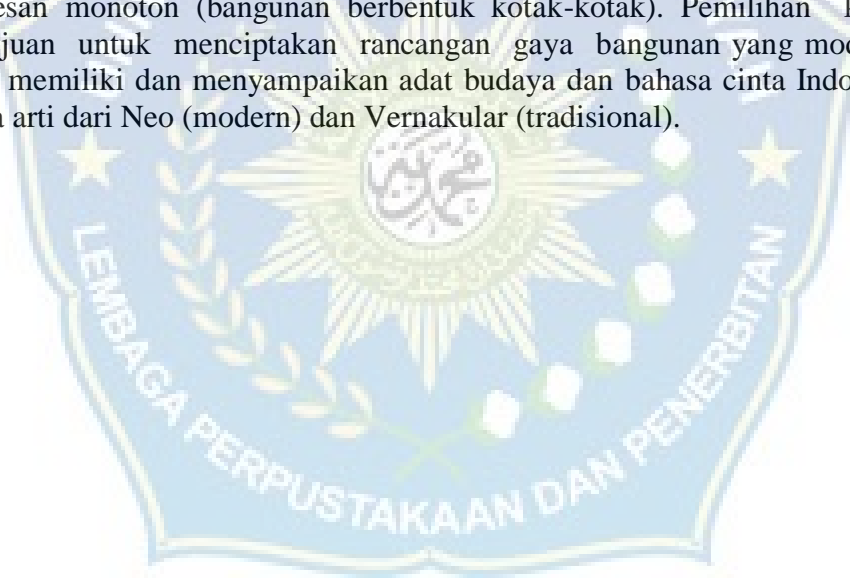 esan monoton (bangunan berbentuk kotak-kotak). Pemilihan
juan untuk menciptakan rancangan gaya bangunan yang mod
memiliki dan menyampaikan adat budaya dan bahasa cinta Indo
arti dari Neo (modern) dan Vernakular (tradisional).
LEMBAGA PERPUSTAKAAN DAN PENERBITAN